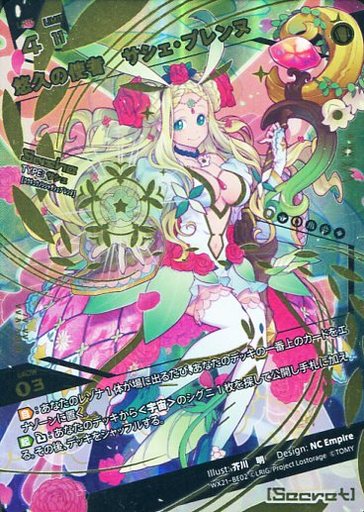 4
悠久の使者 サシェ・プレンヌ
03
：あなたのレゾナ1体が場に出るたび、あなたのデッキの一番上のカードをエナゾーンに置く。
：あなたのデッキから＜宇宙＞のシグニ1枚を探して公開し手札に加える。その後、デッキをシャッフルする。
Illust 芥川 明 Design: NC Empire
WX21-BE02 ©LRIG Project Lostorage ©TOMY
[Secret]